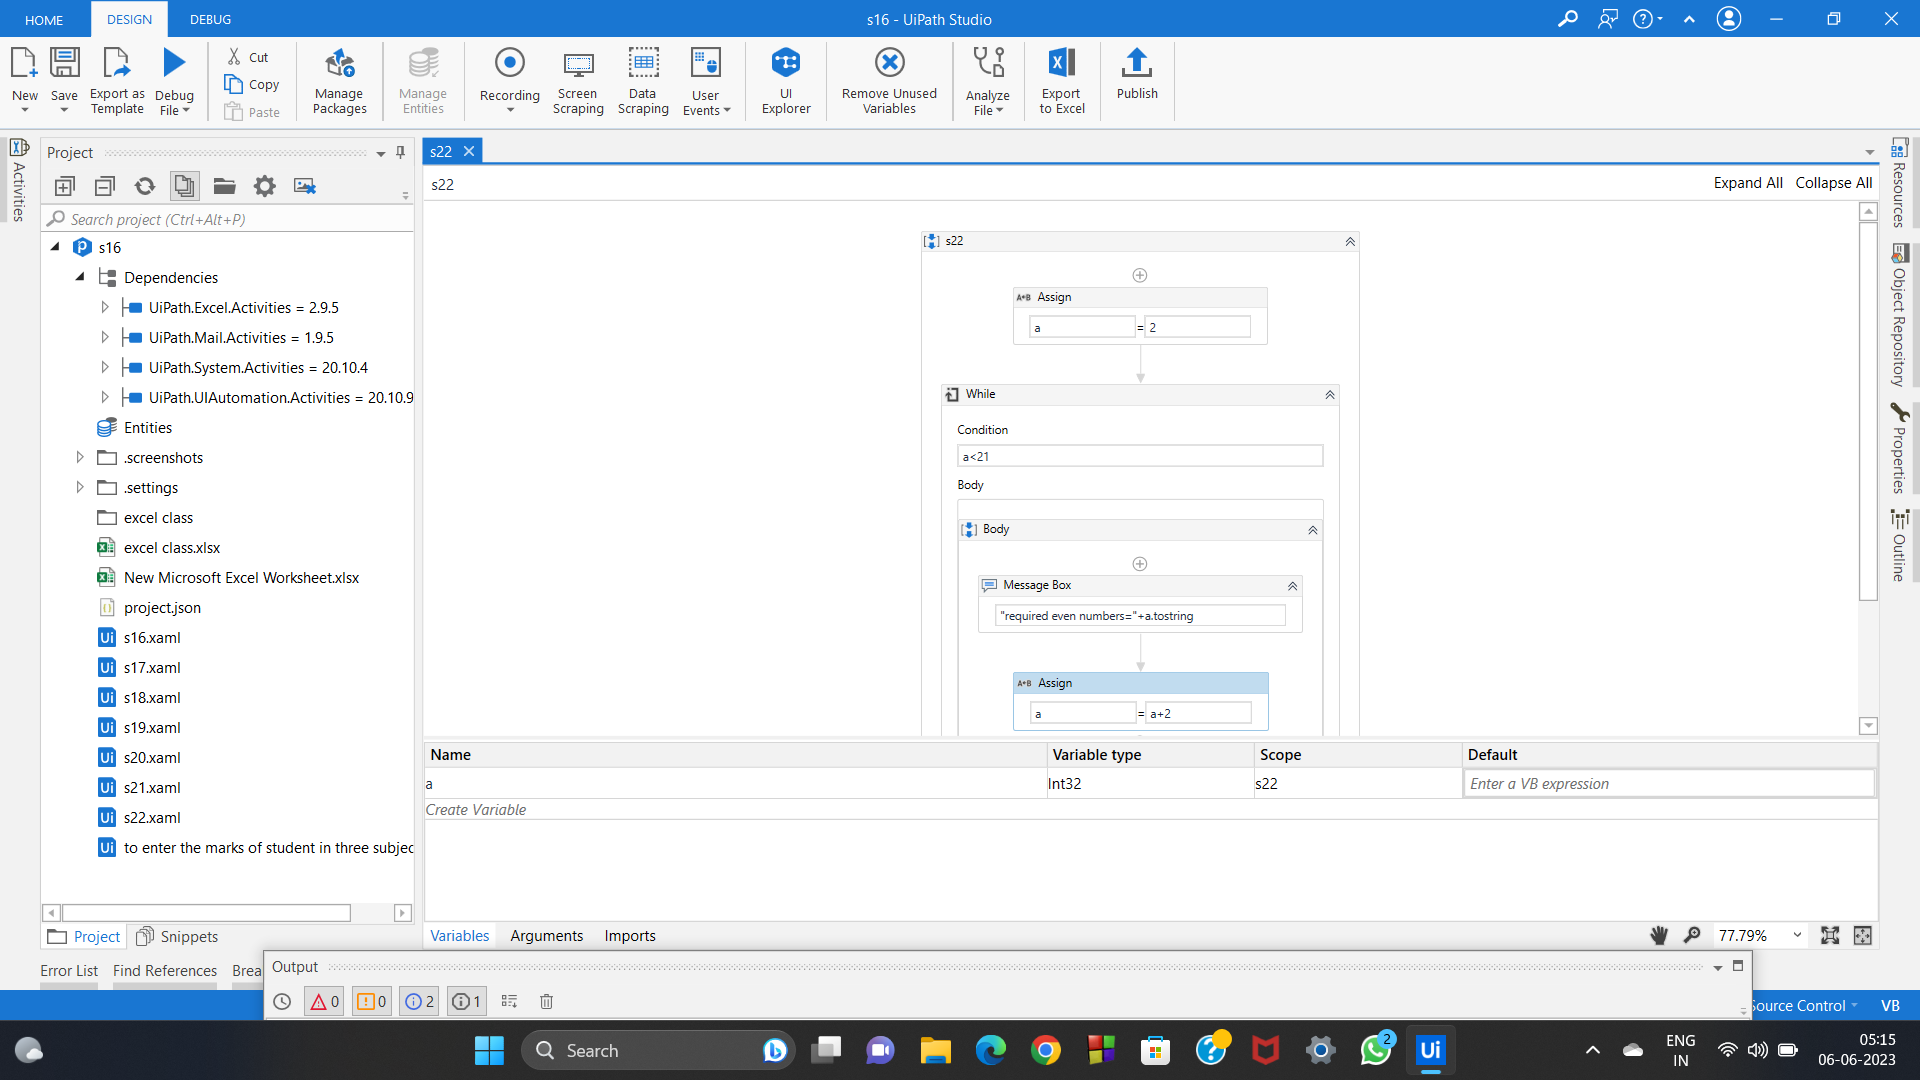 HOME
DESIGN
DEBUG
s16 - UiPath Studio
New
Save
Export as Template
Debug File
Cut
Copy
Paste
Manage Packages
Manage Entities
Recording
Screen Scraping
Data Scraping
User Events
UI Explorer
Remove Unused Variables
Analyze File
Export to Excel
Publish
Activities
Project
Search project (Ctrl+Alt+P)
s16
Dependencies
UiPath.Excel.Activities = 2.9.5
UiPath.Mail.Activities = 1.9.5
UiPath.System.Activities = 20.10.4
UiPath.UIAutomation.Activities = 20.10.9
Entities
.screenshots
.settings
excel class
excel class.xlsx
New Microsoft Excel Worksheet.xlsx
project.json
s16.xaml
s17.xaml
s18.xaml
s19.xaml
s20.xaml
s21.xaml
s22.xaml
to enter the marks of student in three subjec
Project
Snippets
s22
s22
Expand All
Collapse All
s22
A*B Assign
a = 2
While
Condition
a<21
Body
Body
Message Box
"required even numbers="+a.tostring
A*B Assign
a = a+2
Name
Variable type
Scope
Default
a
Int32
s22
Enter a VB expression
Create Variable
Variables
Arguments
Imports
77.79%
Resources
Object Repository
Properties
Outline
Error List
Find References
Brea
Output
0
0
2
1
Source Control
VB
Search
2
Ui
ENG
IN
05:15
06-06-2023